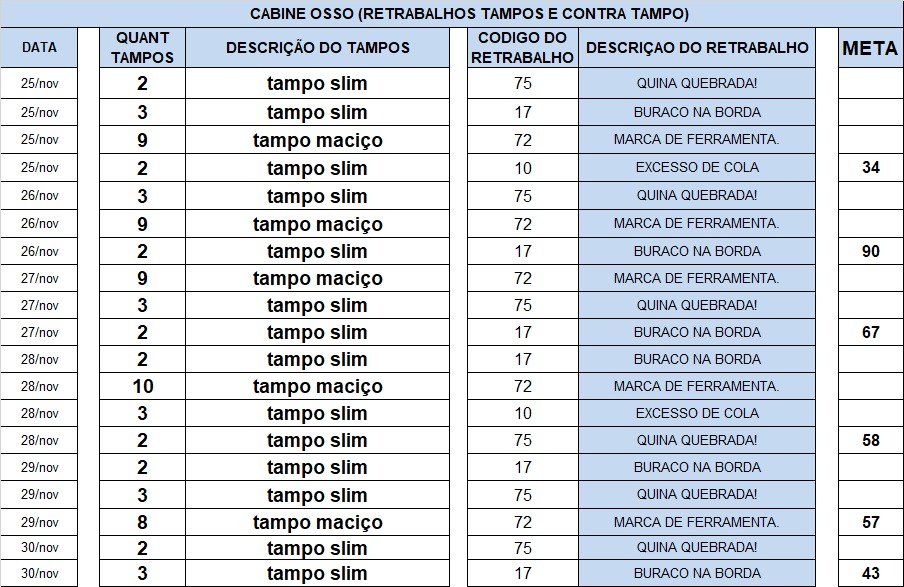 CABINE OSSO (RETRABALHOS TAMPOS E CONTRA TAMPO)
DATA QUANT TAMPOS DESCRIÇÃO DO TAMPOS CODIGO DO RETRABALHO DESCRIÇAO DO RETRABALHO META
25/nov 2 tampo slim 75 QUINA QUEBRADA!
25/nov 3 tampo slim 17 BURACO NA BORDA
25/nov 9 tampo maciço 72 MARCA DE FERRAMENTA.
25/nov 2 tampo slim 10 EXCESSO DE COLA 34
26/nov 3 tampo slim 75 QUINA QUEBRADA!
26/nov 9 tampo maciço 72 MARCA DE FERRAMENTA.
26/nov 2 tampo slim 17 BURACO NA BORDA 90
27/nov 9 tampo maciço 72 MARCA DE FERRAMENTA.
27/nov 3 tampo slim 75 QUINA QUEBRADA!
27/nov 2 tampo slim 17 BURACO NA BORDA 67
28/nov 2 tampo slim 17 BURACO NA BORDA
28/nov 10 tampo maciço 72 MARCA DE FERRAMENTA.
28/nov 3 tampo slim 10 EXCESSO DE COLA
28/nov 2 tampo slim 75 QUINA QUEBRADA! 58
29/nov 2 tampo slim 17 BURACO NA BORDA
29/nov 3 tampo slim 75 QUINA QUEBRADA!
29/nov 8 tampo maciço 72 MARCA DE FERRAMENTA. 57
30/nov 2 tampo slim 75 QUINA QUEBRADA!
30/nov 3 tampo slim 17 BURACO NA BORDA 43